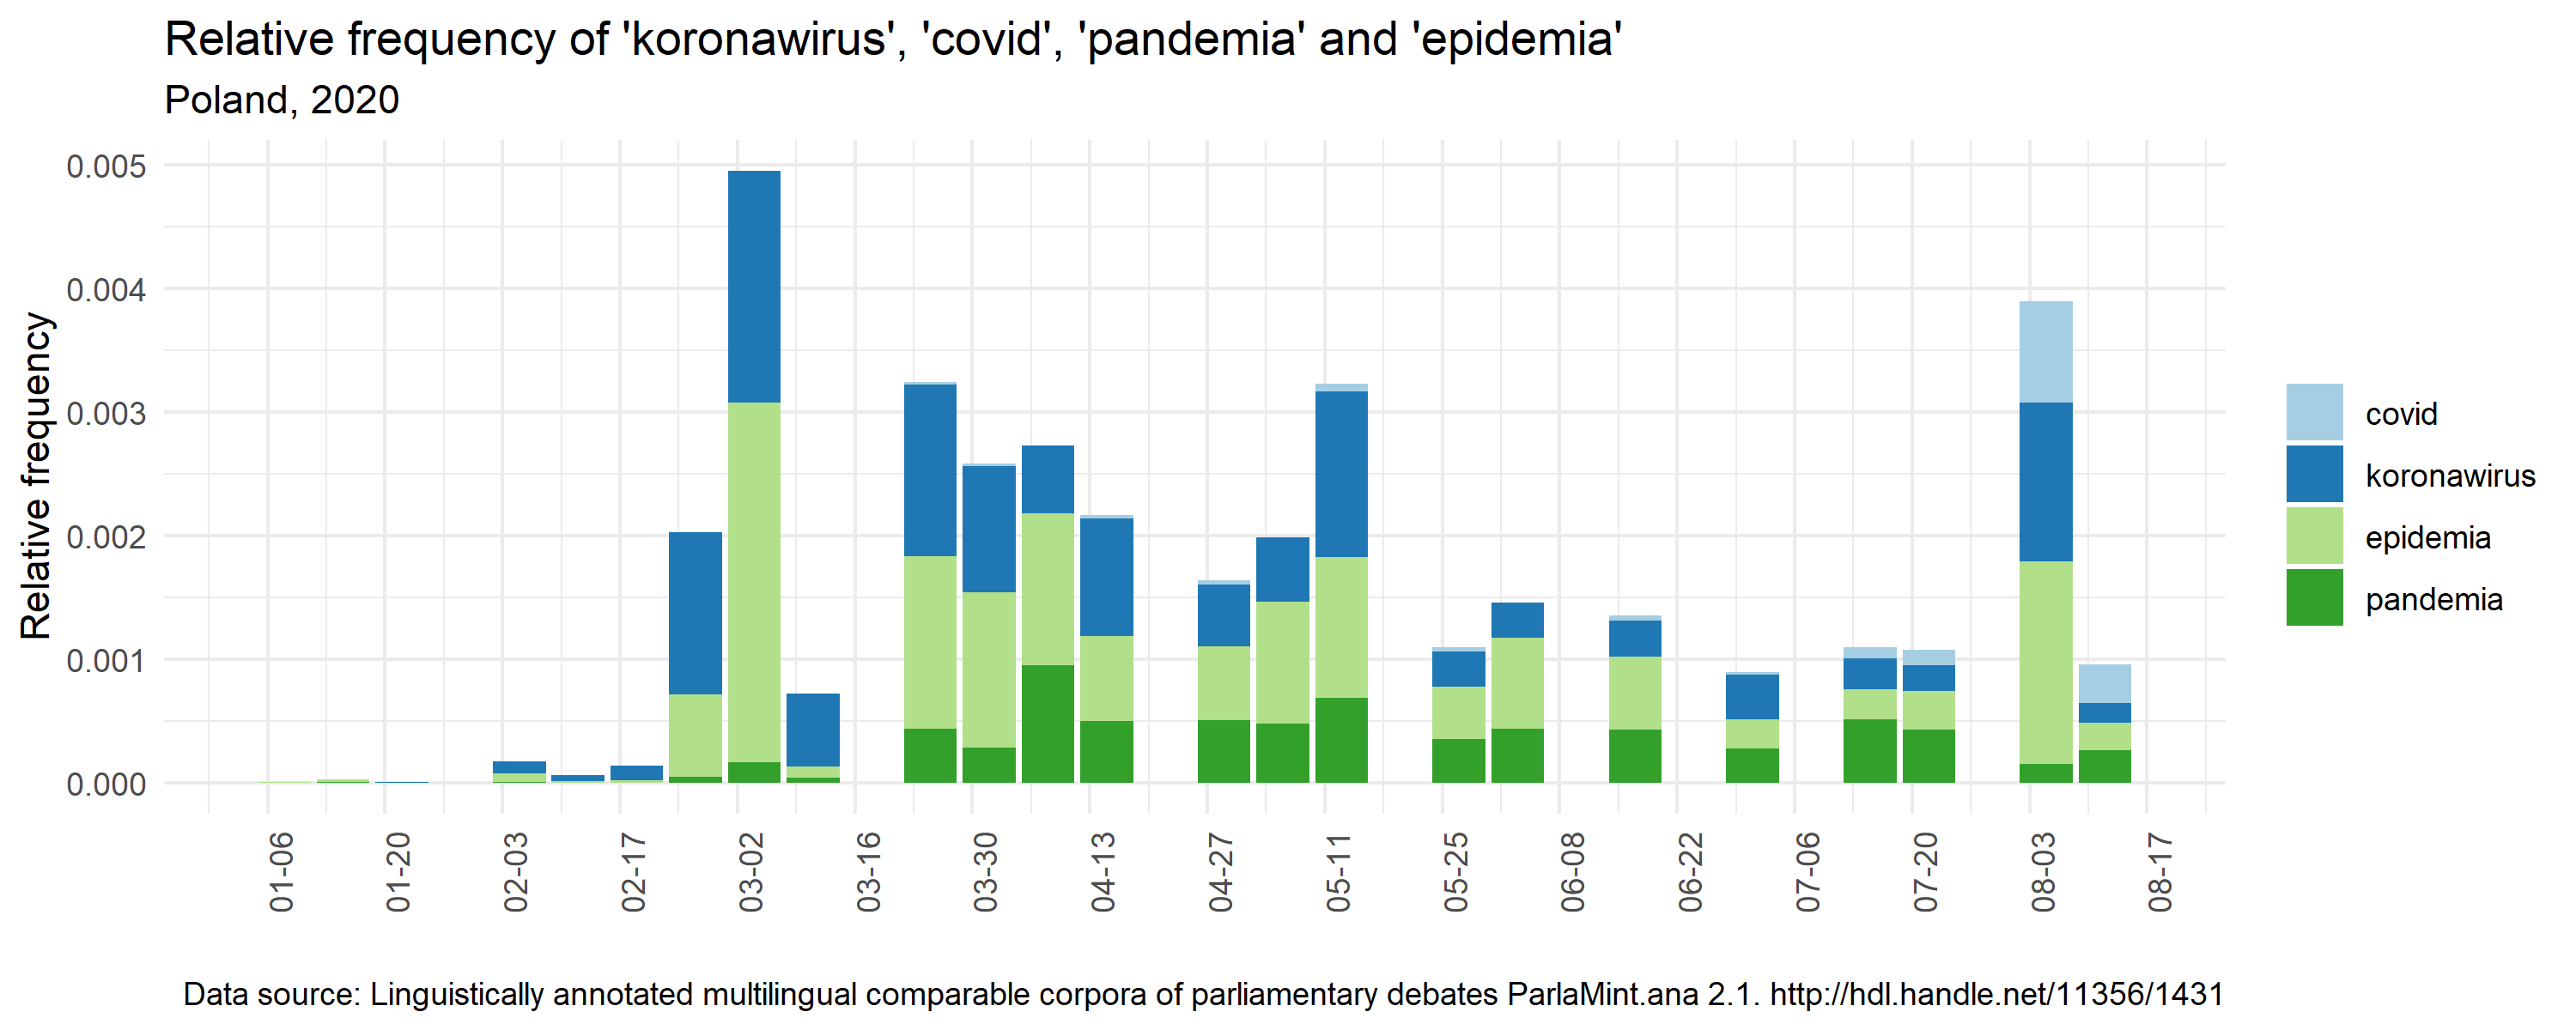 Relative frequency of 'koronawirus', 'covid', 'pandemia' and 'epidemia'
Poland, 2020
Relative frequency
0.005
0.004
0.003
0.002
0.001
0.000
01-06
01-20
02-03
02-17
03-02
03-16
03-30
04-13
04-27
05-11
05-25
06-08
06-22
07-06
07-20
08-03
08-17
covid
koronawirus
epidemia
pandemia
Data source: Linguistically annotated multilingual comparable corpora of parliamentary debates ParlaMint.ana 2.1. http://hdl.handle.net/11356/1431